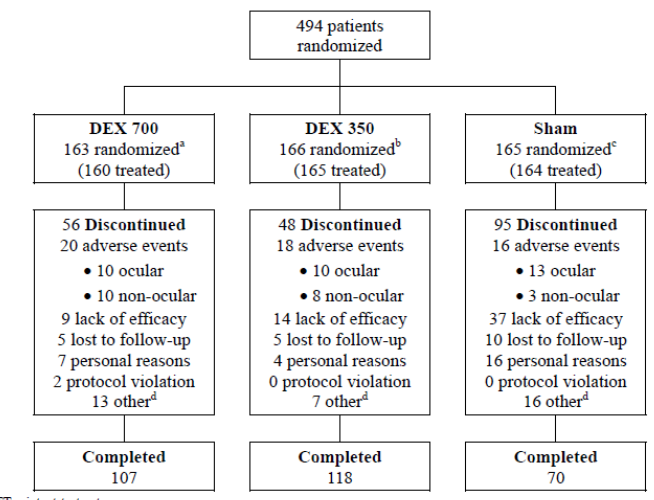 494 patients
randomized
DEX 700
163 randomizedᵃ
(160 treated)
DEX 350
166 randomizedᵇ
(165 treated)
Sham
165 randomizedᶜ
(164 treated)
56 Discontinued
20 adverse events
• 10 ocular
• 10 non-ocular
9 lack of efficacy
5 lost to follow-up
7 personal reasons
2 protocol violation
13 otherᵈ
48 Discontinued
18 adverse events
• 10 ocular
• 8 non-ocular
14 lack of efficacy
5 lost to follow-up
4 personal reasons
0 protocol violation
7 otherᵈ
95 Discontinued
16 adverse events
• 13 ocular
• 3 non-ocular
37 lack of efficacy
10 lost to follow-up
16 personal reasons
0 protocol violation
16 otherᵈ
Completed
107
Completed
118
Completed
70